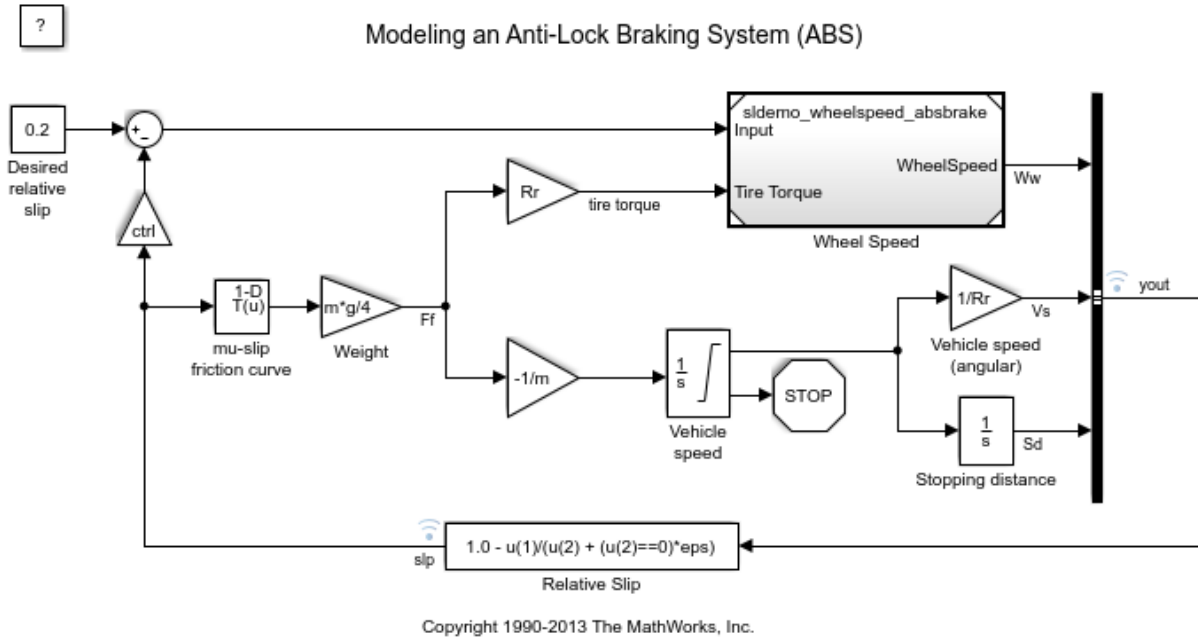 ?
Modeling an Anti-Lock Braking System (ABS)
0.2
Desired
relative
slip
+
-
ctrl
1-D
T(u)
mu-slip
friction curve
m*g/4
Weight
Ff
Rr
tire torque
sldemo_wheelspeed_absbrake
Input
WheelSpeed
Tire Torque
Wheel Speed
Ww
-1/m
1
s
Vehicle
speed
STOP
1/Rr
Vs
Vehicle speed
(angular)
1
s
Sd
Stopping distance
yout
1.0 - u(1)/(u(2) + (u(2)==0)*eps)
slp
Relative Slip
Copyright 1990-2013 The MathWorks, Inc.